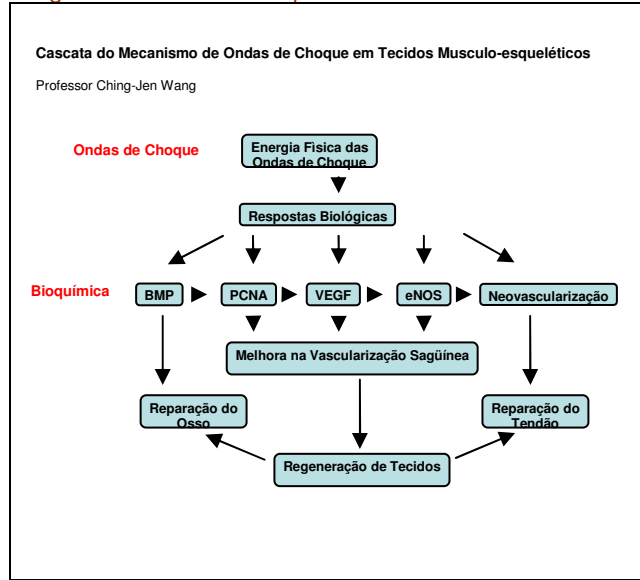 Cascata do Mecanismo de Ondas de Choque em Tecidos Musculo-esqueléticos
Professor Ching-Jen Wang
Ondas de Choque
Energia Fìsica das
Ondas de Choque
Respostas Biológicas
Bioquímica
BMP
PCNA
VEGF
eNOS
Neovascularização
Melhora na Vascularização Sagüínea
Reparação do
Osso
Reparação do
Tendão
Regeneração de Tecidos